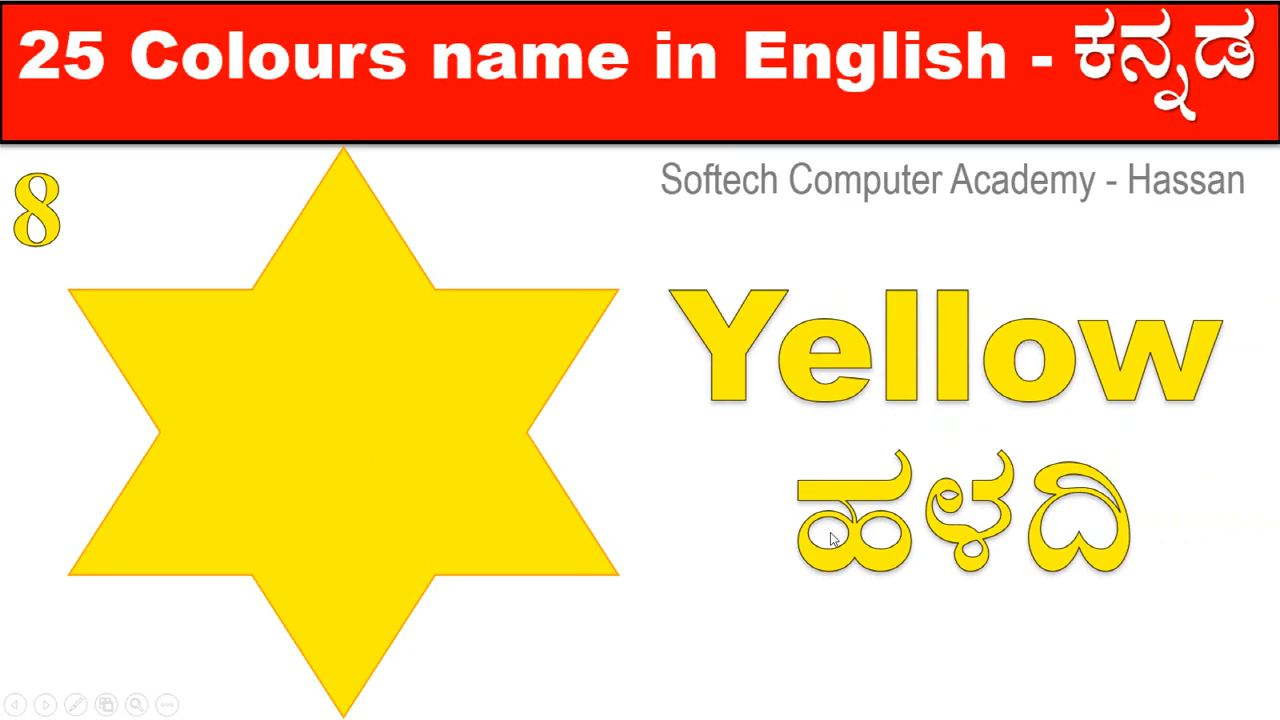 25 Colours name in English - ಕನ್ನಡ
8
Softech Computer Academy - Hassan
Yellow
ಹಳದಿ